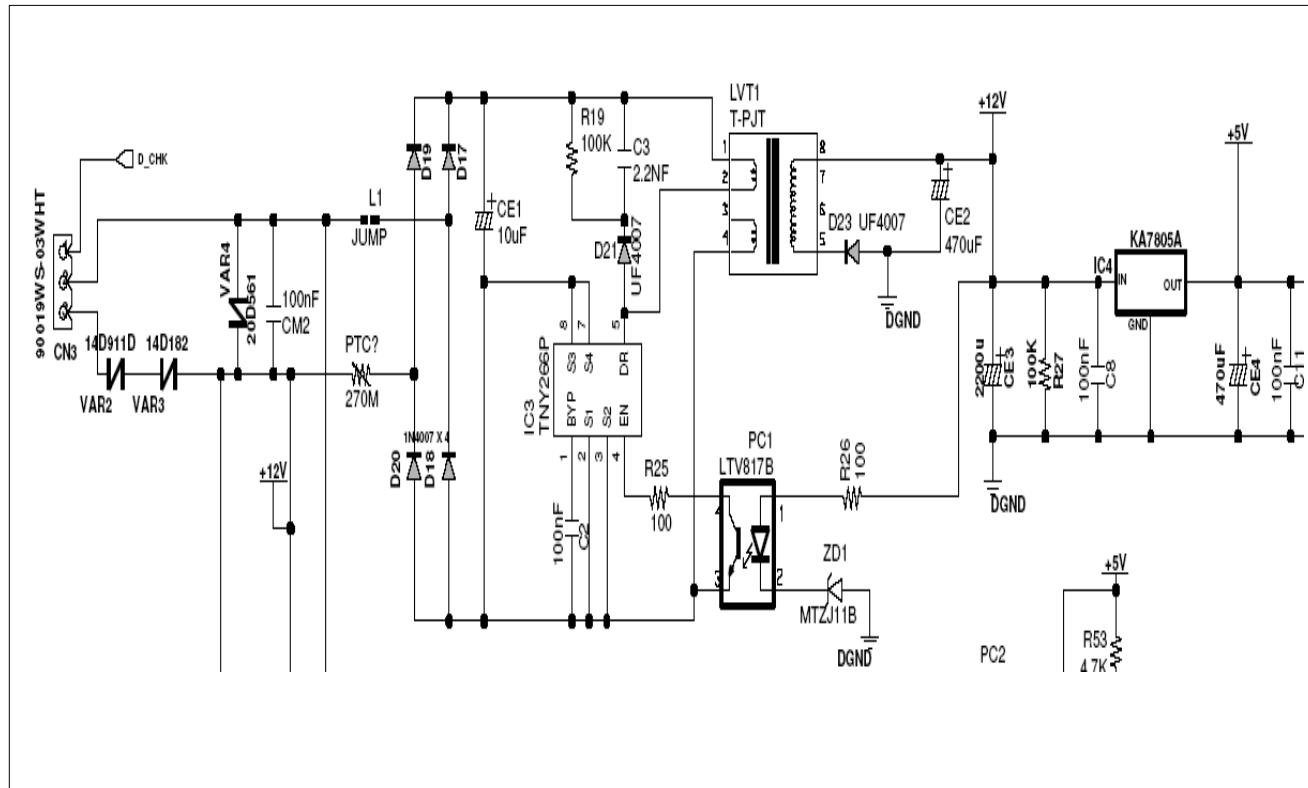 LVT1
T-PJT
+12V
+5V
R19
100K
C3
2.2NF
1
2
3
4
8
7
6
5
D19
D17
D_CHK
L1
JUMP
CE1
10uF
D21
UF4007
D23 UF4007
CE2
470uF
DGND
KA7805A
IC4
IN
OUT
GND
90019WS-03WHT
CN3
VAR4
20D561
100nF
CM2
14D911D
14D182
VAR2
VAR3
PTC?
270M
8
7
5
S3
S4
DR
BYP
S1
S2
EN
IC3
TNY266P
1
2
3
4
2200u
CE3
100K
R27
100nF
C8
470uF
CE4
100nF
C11
DGND
1N4007 X 4
D20
D18
+12V
100nF
C2
R25
100
PC1
LTV817B
4
3
1
2
R26
100
ZD1
MTZJ11B
DGND
PC2
+5V
R53
4.7K